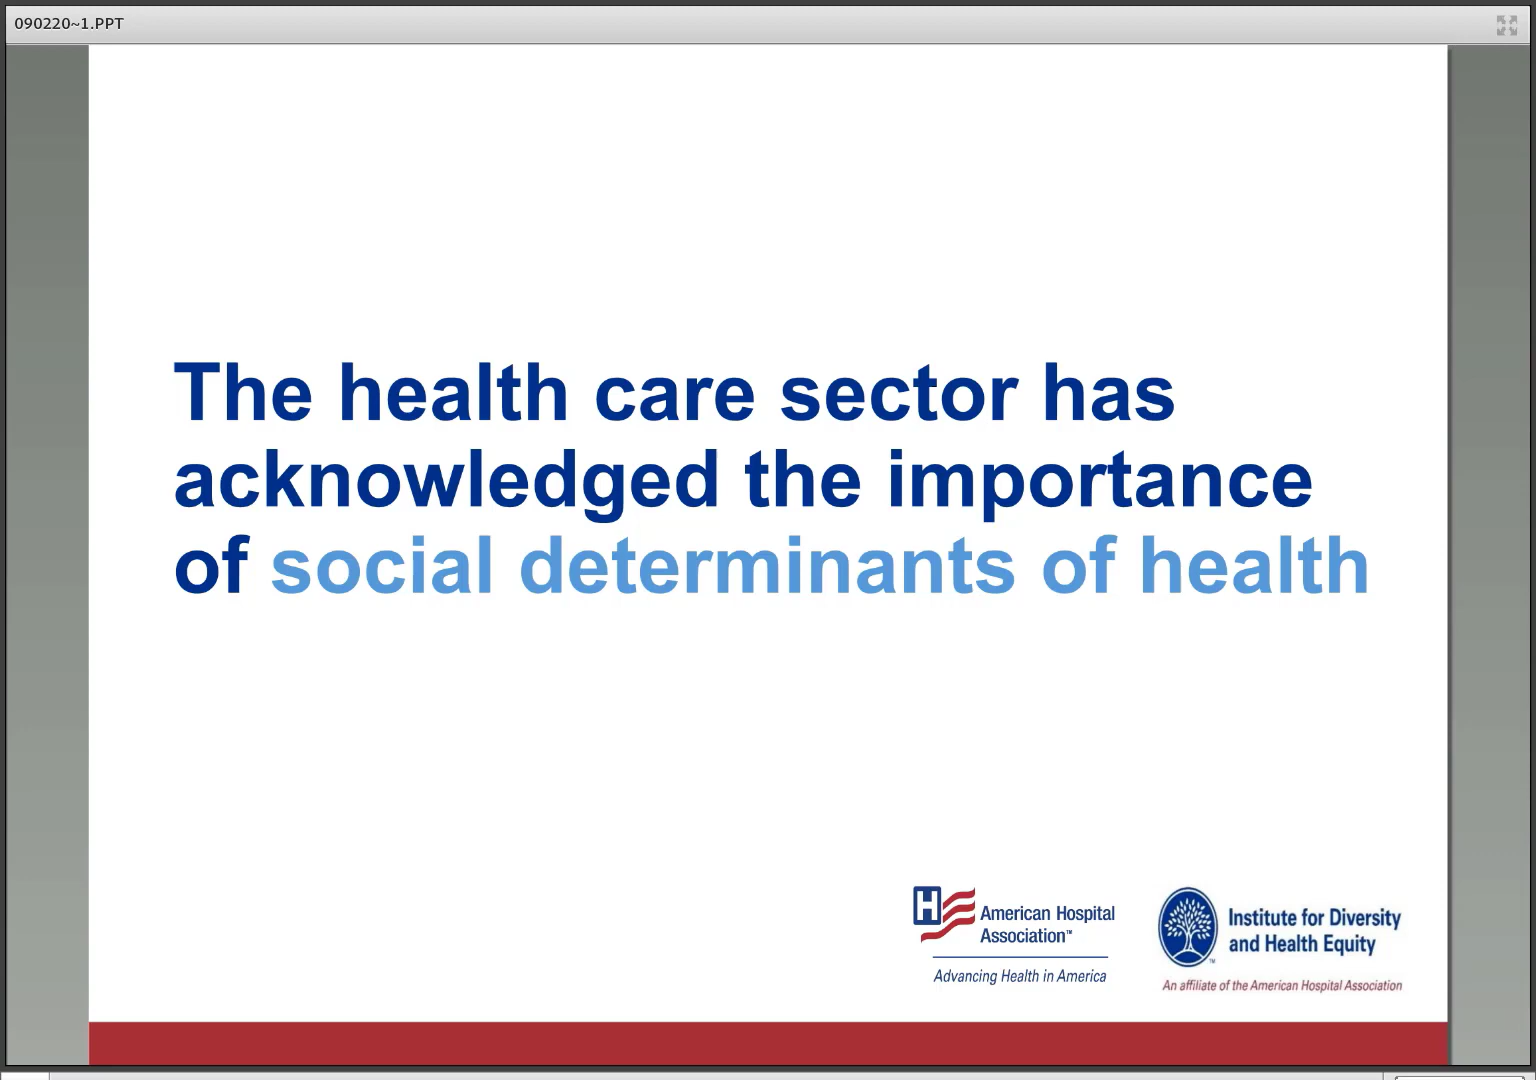 090220~1.PPT
The health care sector has
acknowledged the importance
of social determinants of health
H
American Hospital
Association™
Advancing Health in America
Institute for Diversity
and Health Equity
™
An affiliate of the American Hospital Association